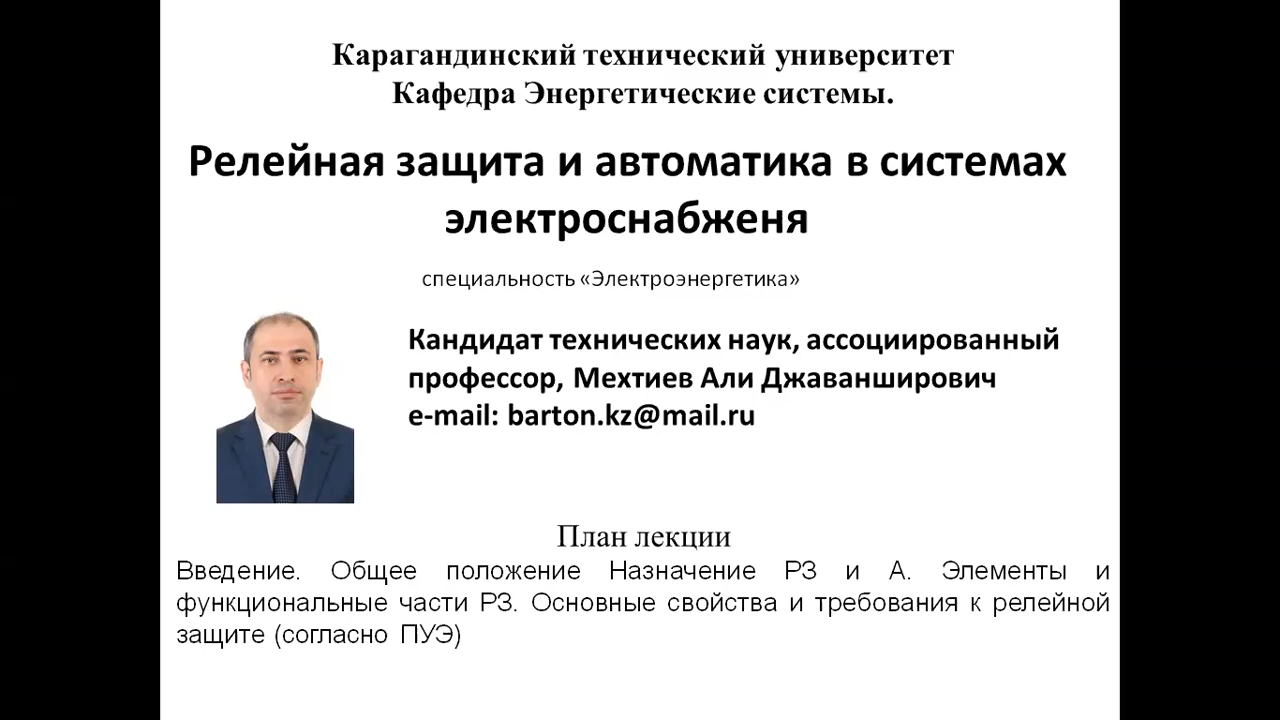 Карагандинский технический университет
Кафедра Энергетические системы.
Релейная защита и автоматика в системах
электроснабженя
специальность «Электроэнергетика»
Кандидат технических наук, ассоциированный
профессор, Мехтиев Али Джаванширович
e-mail: barton.kz@mail.ru
План лекции
Введение. Общее положение Назначение РЗ и А. Элементы и
функциональные части РЗ. Основные свойства и требования к релейной
защите (согласно ПУЭ)